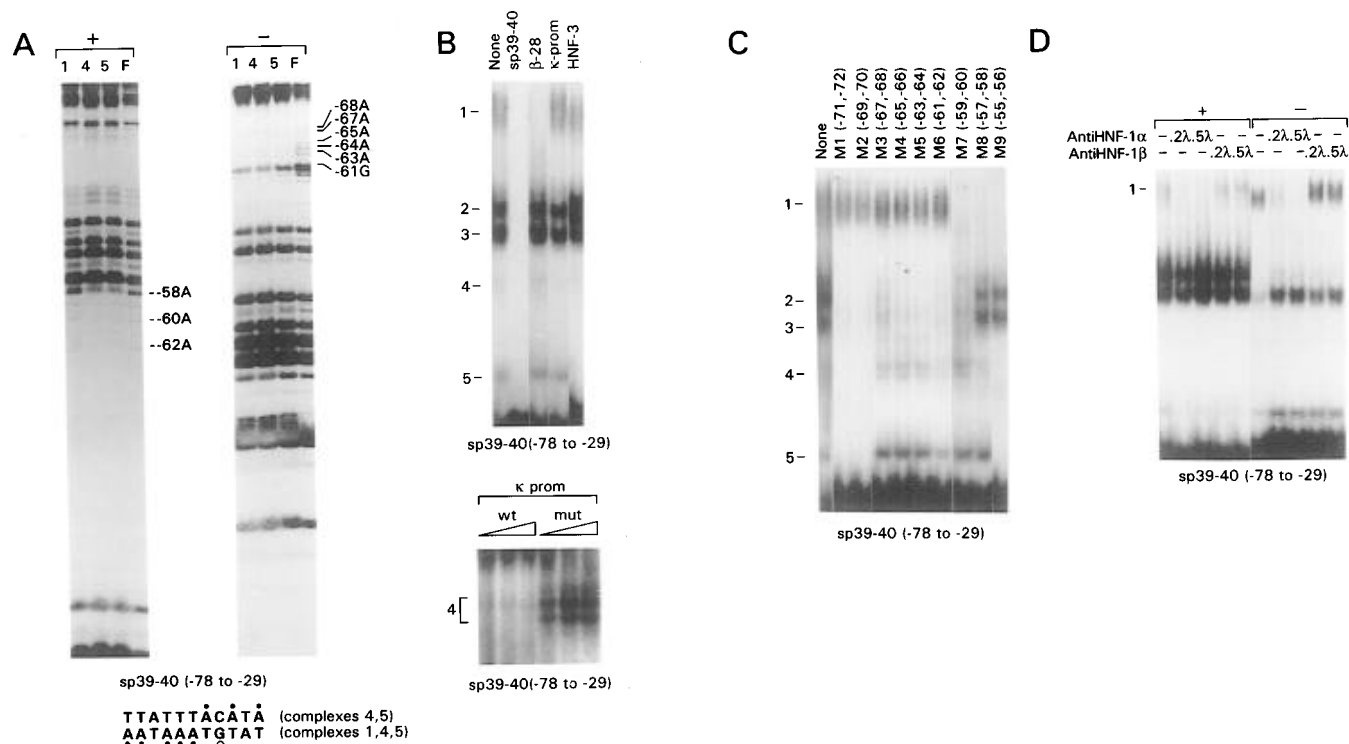 A
+
1 4 5 F
−
1 4 5 F
-68A
-67A
-65A
-64A
-63A
-61G
--58A
--60A
--62A
sp39-40 (-78 to -29)
TTATTTACATA (complexes 4,5)
AATAAATGTAT (complexes 1,4,5)
B
None
sp39-40
β-28
κ-prom
HNF-3
1-
2-
3-
4-
5-
sp39-40(-78 to -29)
κ prom
wt mut
4
sp39-40(-78 to -29)
C
None
M1 (-71,-72)
M2 (-69,-70)
M3 (-67,-68)
M4 (-65,-66)
M5 (-63,-64)
M6 (-61,-62)
M7 (-59,-60)
M8 (-57,-58)
M9 (-55,-56)
1-
2-
3-
4-
5-
sp39-40 (-78 to -29)
D
+ −
AntiHNF-1α - .2λ.5λ - - - .2λ.5λ - -
AntiHNF-1β - - - .2λ.5λ - - - .2λ.5λ
1-
sp39-40 (-78 to -29)